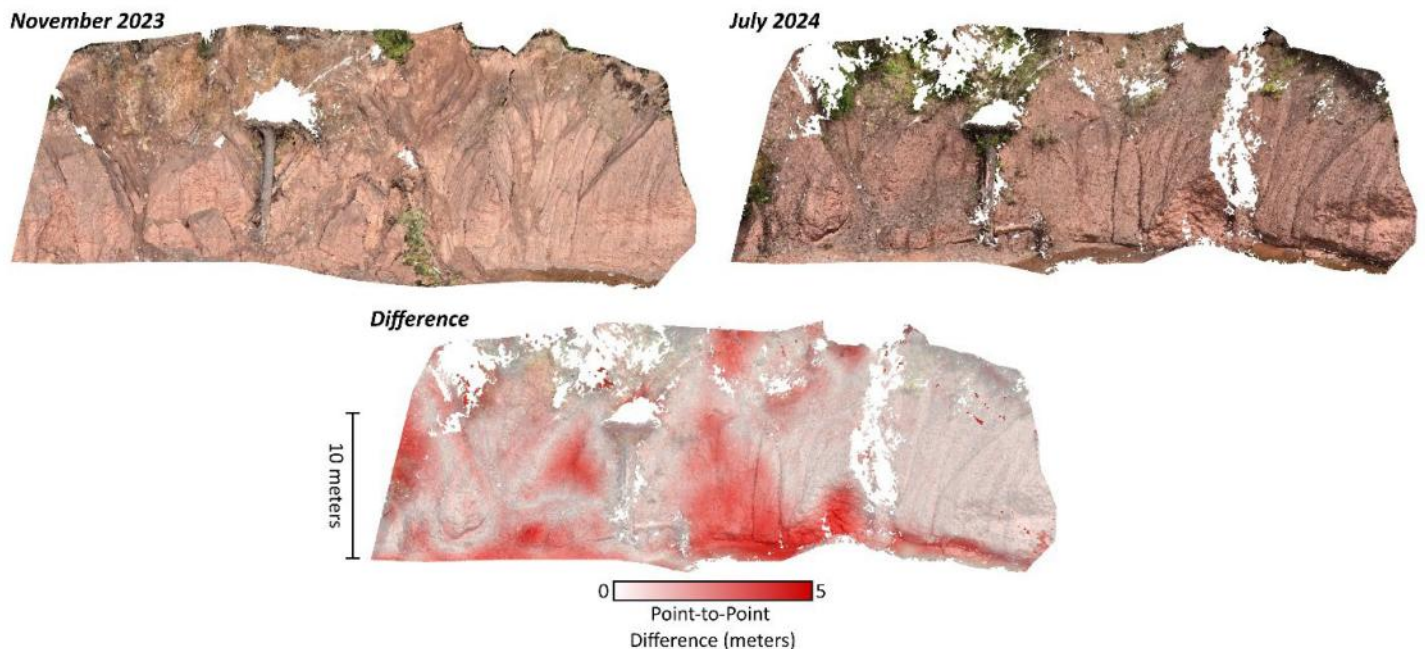 November 2023
July 2024
Difference
10 meters
0
5
Point-to-Point
Difference (meters)